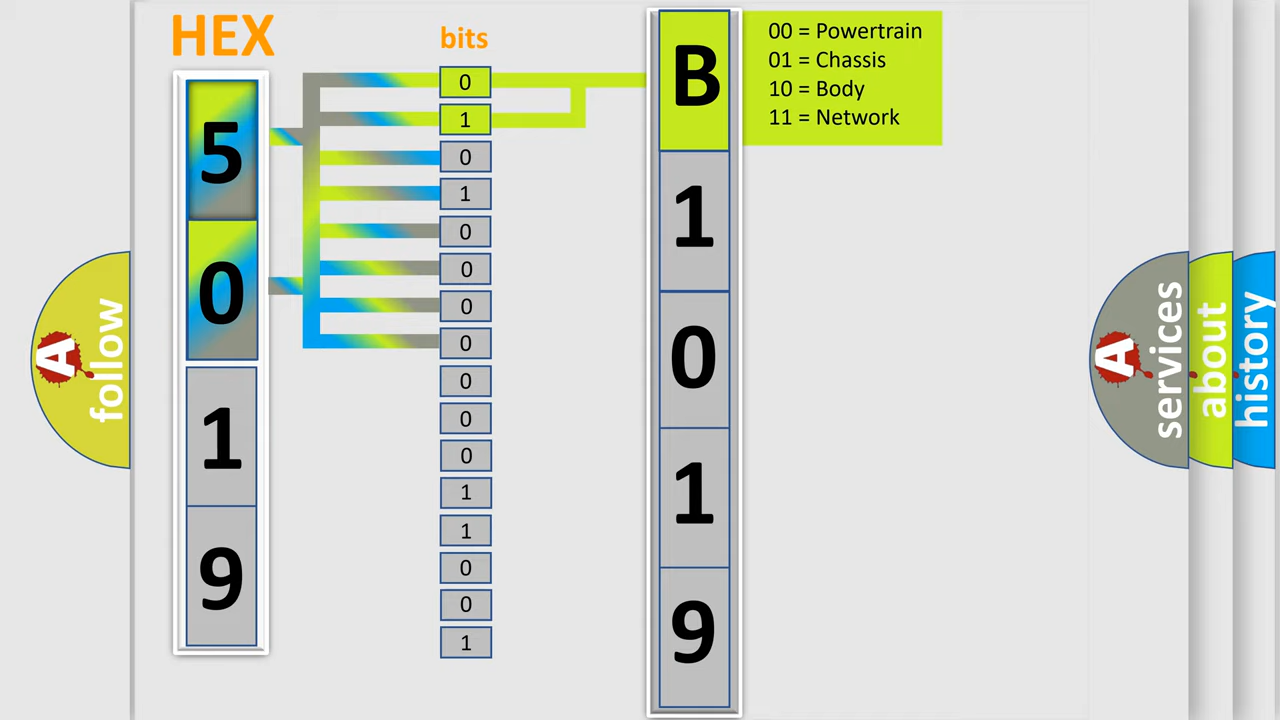 HEX
5
0
1
9
bits
0
1
0
1
0
0
0
0
0
0
0
1
1
0
0
1
B
1
0
1
9
00 = Powertrain
01 = Chassis
10 = Body
11 = Network
A
follow
A
services
about
history